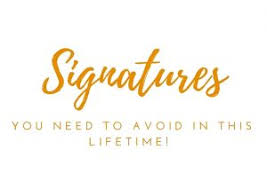 Signatures
YOU NEED TO AVOID IN THIS
LIFETIME!